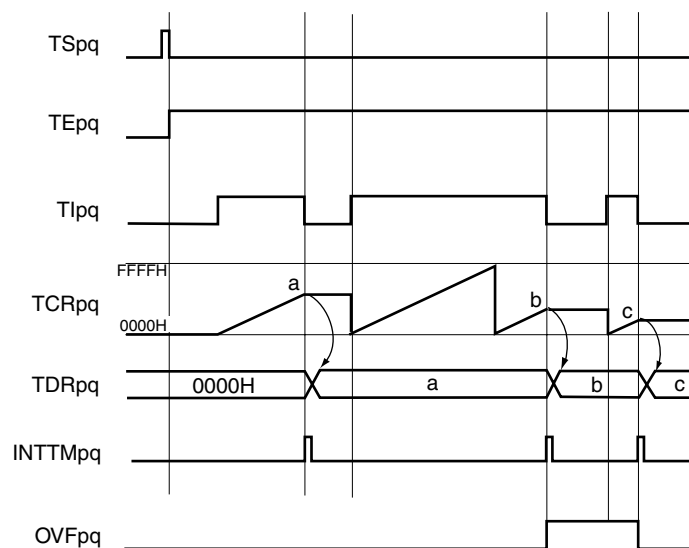 TSpq
TEpq
TIpq
FFFFH
a
b
c
TCRpq
0000H
TDRpq
0000H
a
b
c
INTTMpq
OVFpq